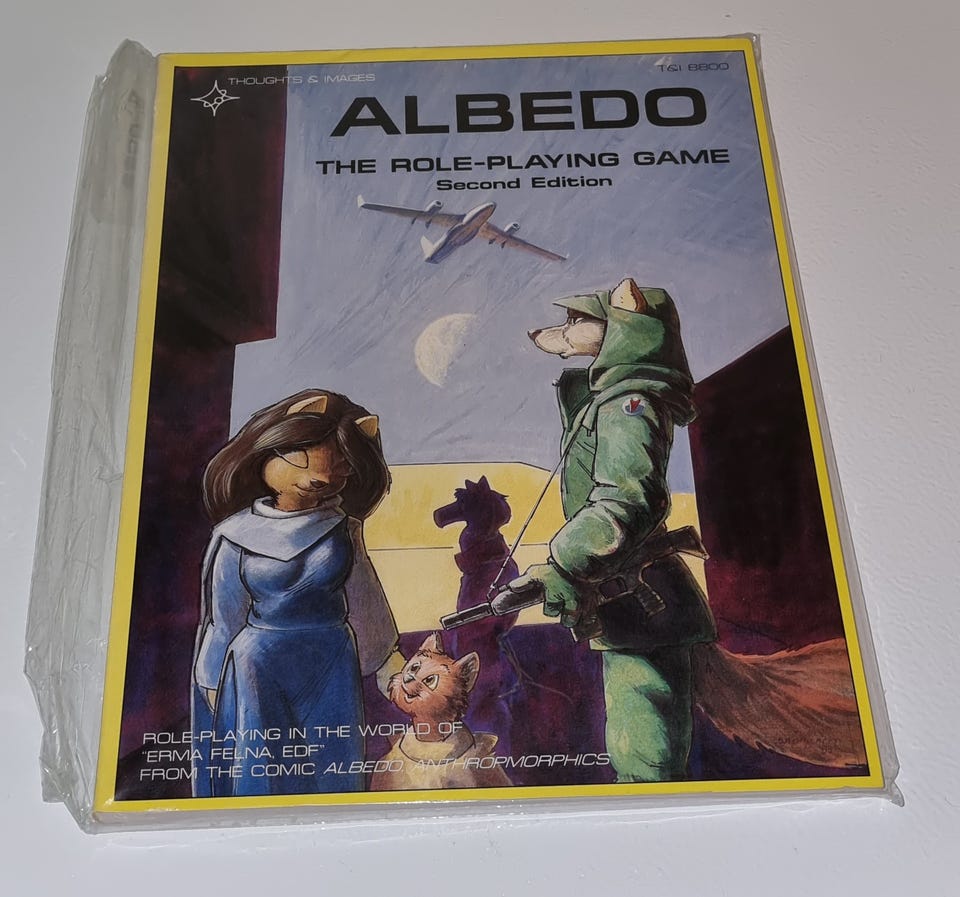 THOUGHTS & IMAGES
T&I 8800
ALBEDO
THE ROLE-PLAYING GAME
Second Edition
ROLE-PLAYING IN THE WORLD OF
"ERMA FELNA, EDF"
FROM THE COMIC ALBEDO, ANTHROPMORPHICS